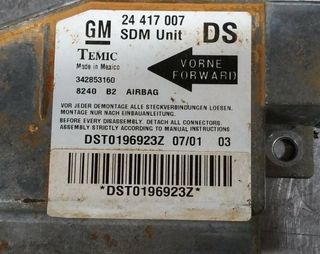 GM 24 417 007 DS
SDM Unit
TEMIC
Made in Mexico
VORNE
FORWARD
342853160
8240 B2 AIRBAG
VOR JEDER DEMONTAGE ALLE STECKVERBINDUNGEN LOESEN.
MONTAGE NUR NACH EINBAUANLEITUNG.
BEFORE EVERY DISASSEMBLY. DETACH ALL CONNECTORS.
ASSEMBLY STRICTLY ACCORDING TO MANUAL INSTRUCTIONS
DST0196923Z 07/01 03
*DST0196923Z*